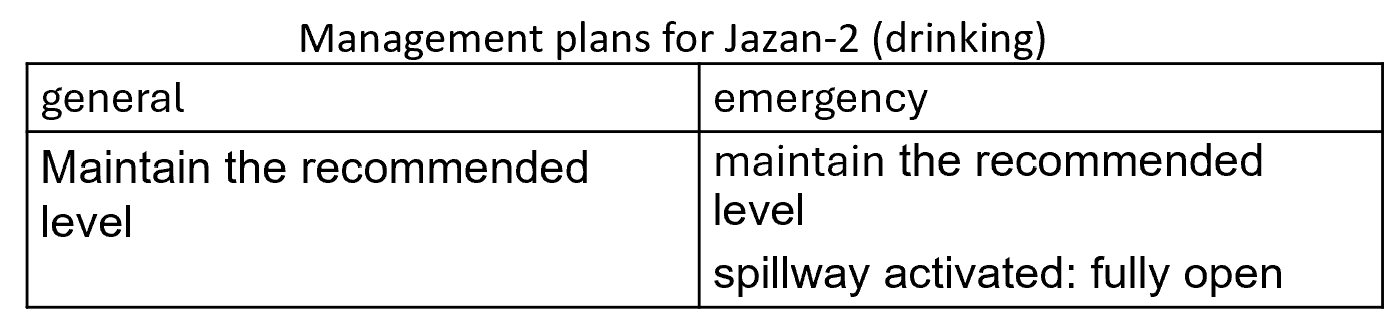 Management plans for Jazan-2 (drinking)
general
emergency
Maintain the recommended
level
maintain the recommended
level
spillway activated: fully open